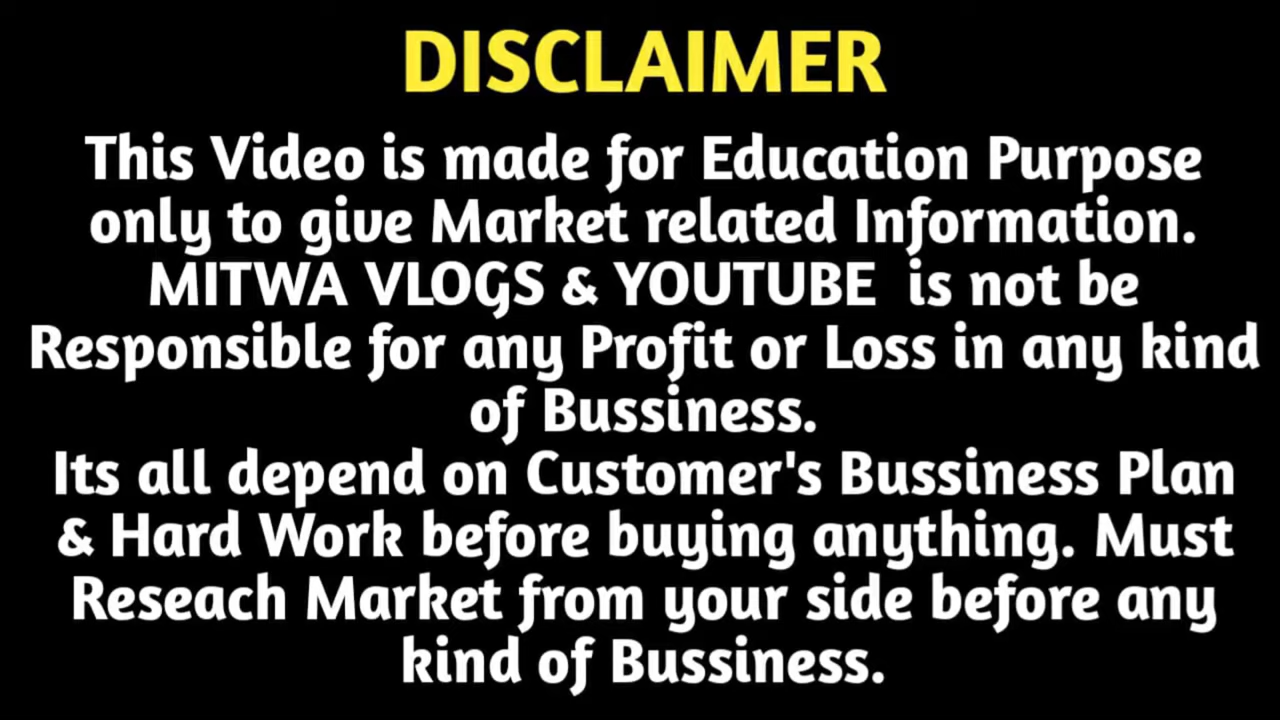 DISCLAIMER
This Video is made for Education Purpose
only to give Market related Information.
MITWA VLOGS & YOUTUBE is not be
Responsible for any Profit or Loss in any kind
of Bussiness.
Its all depend on Customer's Bussiness Plan
& Hard Work before buying anything. Must
Reseach Market from your side before any
kind of Bussiness.